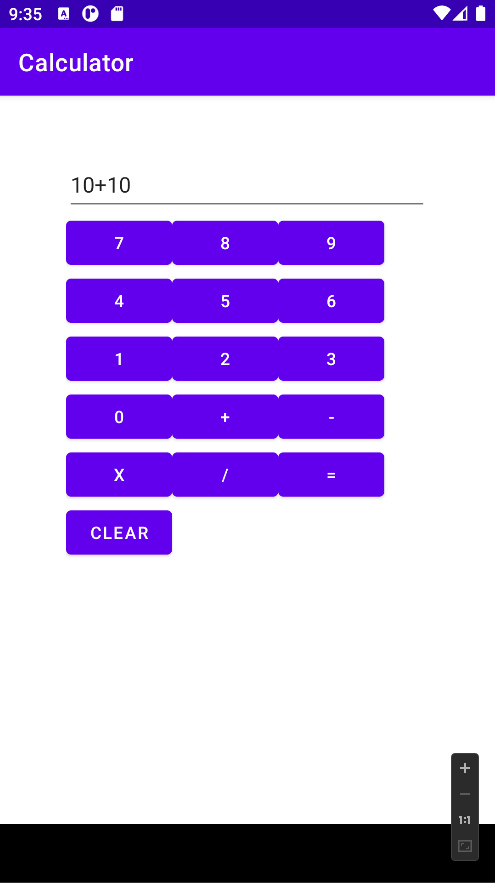 9:35
Calculator
10+10
7 8 9
4 5 6
1 2 3
0 + -
X / =
CLEAR
+
−
1:1